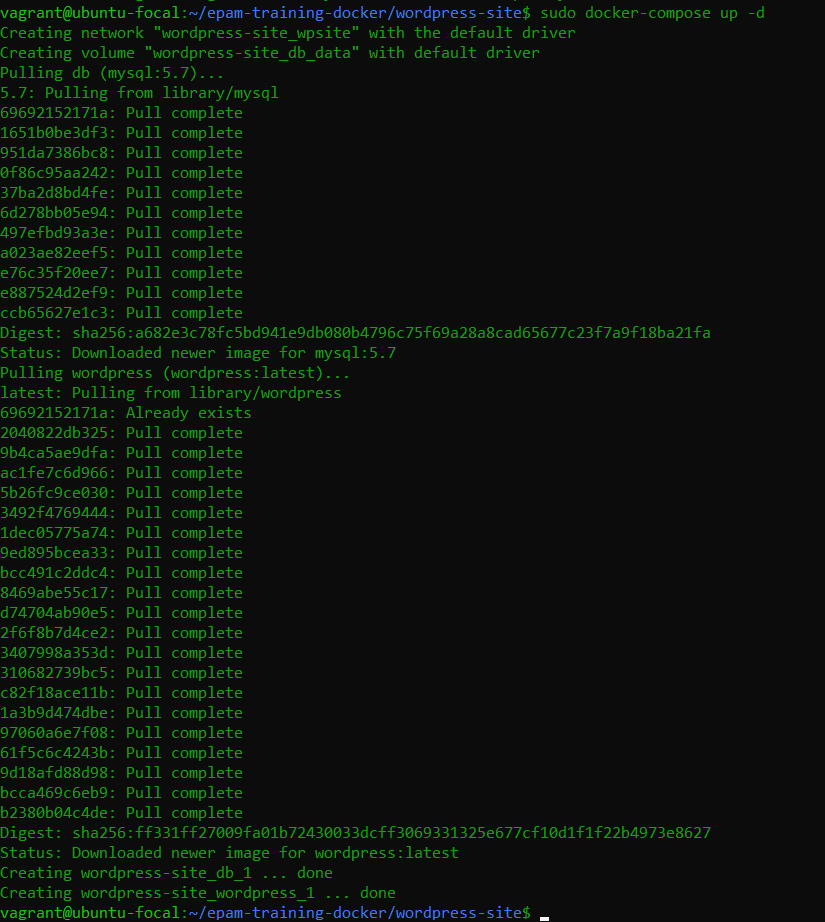 vagrant@ubuntu-focal:~/epam-training-docker/wordpress-site$ sudo docker-compose up -d
Creating network "wordpress-site_wpsite" with the default driver
Creating volume "wordpress-site_db_data" with default driver
Pulling db (mysql:5.7)...
5.7: Pulling from library/mysql
69692152171a: Pull complete
1651b0be3df3: Pull complete
951da7386bc8: Pull complete
0f86c95aa242: Pull complete
37ba2d8bd4fe: Pull complete
6d278bb05e94: Pull complete
497efbd93a3e: Pull complete
a023ae82eef5: Pull complete
e76c35f20ee7: Pull complete
e887524d2ef9: Pull complete
ccb65627e1c3: Pull complete
Digest: sha256:a682e3c78fc5bd941e9db080b4796c75f69a28a8cad65677c23f7a9f18ba21fa
Status: Downloaded newer image for mysql:5.7
Pulling wordpress (wordpress:latest)...
latest: Pulling from library/wordpress
69692152171a: Already exists
2040822db325: Pull complete
9b4ca5ae9dfa: Pull complete
ac1fe7c6d966: Pull complete
5b26fc9ce030: Pull complete
3492f4769444: Pull complete
1dec05775a74: Pull complete
9ed895bcea33: Pull complete
bcc491c2ddc4: Pull complete
8469abe55c17: Pull complete
d74704ab90e5: Pull complete
2f6f8b7d4ce2: Pull complete
3407998a353d: Pull complete
310682739bc5: Pull complete
c82f18ace11b: Pull complete
1a3b9d474dbe: Pull complete
97060a6e7f08: Pull complete
61f5c6c4243b: Pull complete
9d18afd88d98: Pull complete
bcca469c6eb9: Pull complete
b2380b04c4de: Pull complete
Digest: sha256:ff331ff27009fa01b72430033dcff3069331325e677cf10d1f1f22b4973e8627
Status: Downloaded newer image for wordpress:latest
Creating wordpress-site_db_1 ... done
Creating wordpress-site_wordpress_1 ... done
vagrant@ubuntu-focal:~/epam-training-docker/wordpress-site$